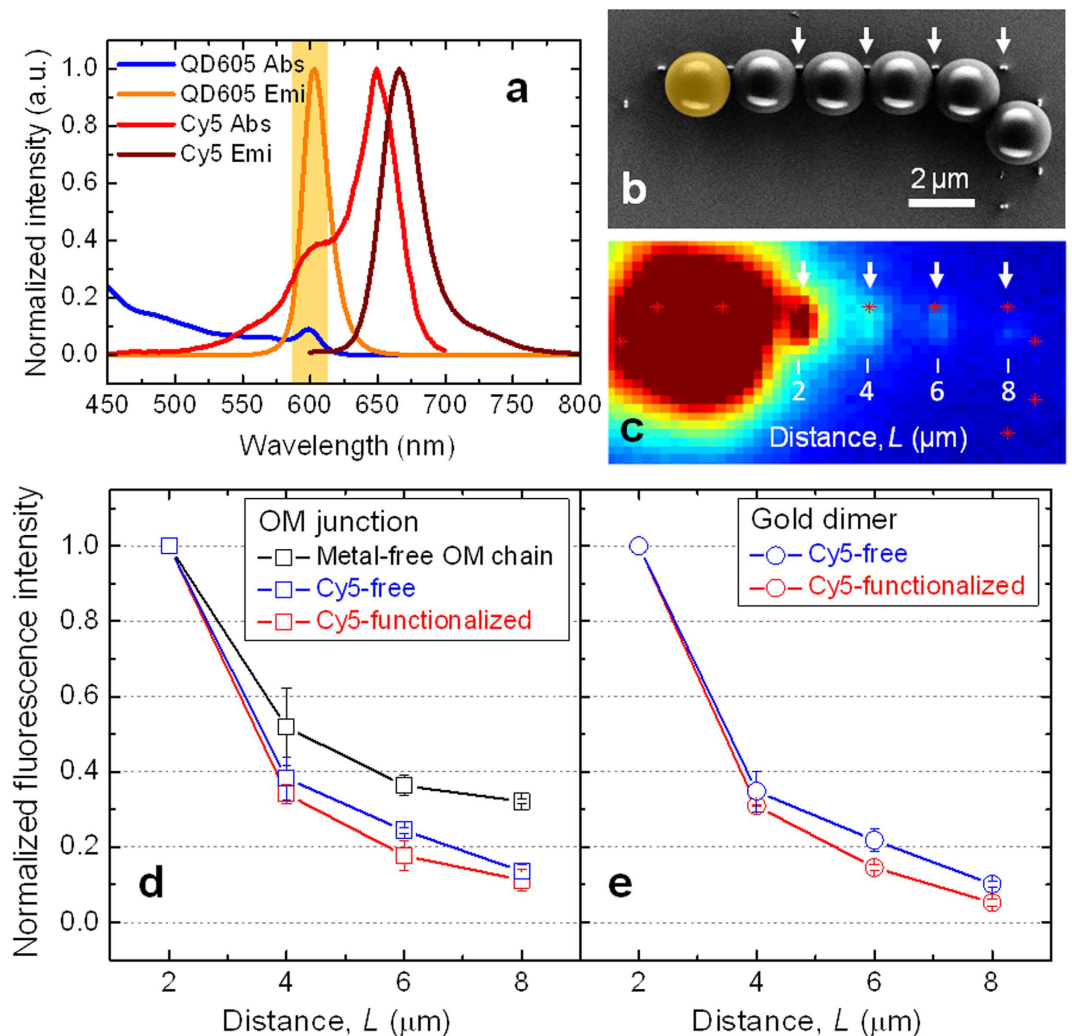 a
QD605 Abs
QD605 Emi
Cy5 Abs
Cy5 Emi
Normalized intensity (a.u.)
1.0
0.8
0.6
0.4
0.2
0.0
450 500 550 600 650 700 750 800
Wavelength (nm)
b
2 μm
c
2 4 6 8
Distance, L (μm)
Normalized fluorescence intensity
1.0
0.8
0.6
0.4
0.2
0.0
OM junction
Metal-free OM chain
Cy5-free
Cy5-functionalized
d
2 4 6 8
Distance, L (μm)
Gold dimer
Cy5-free
Cy5-functionalized
e
2 4 6 8
Distance, L (μm)